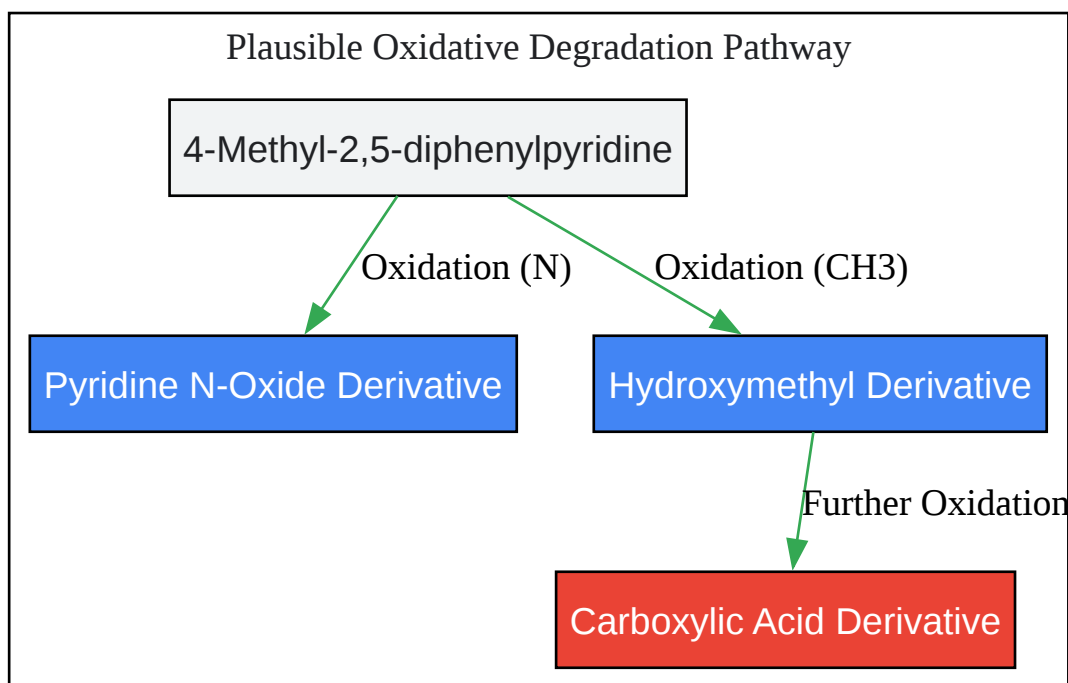 Plausible Oxidative Degradation Pathway
4-Methyl-2,5-diphenylpyridine
Oxidation (N)
Oxidation (CH3)
Pyridine N-Oxide Derivative
Hydroxymethyl Derivative
Further Oxidation
Carboxylic Acid Derivative